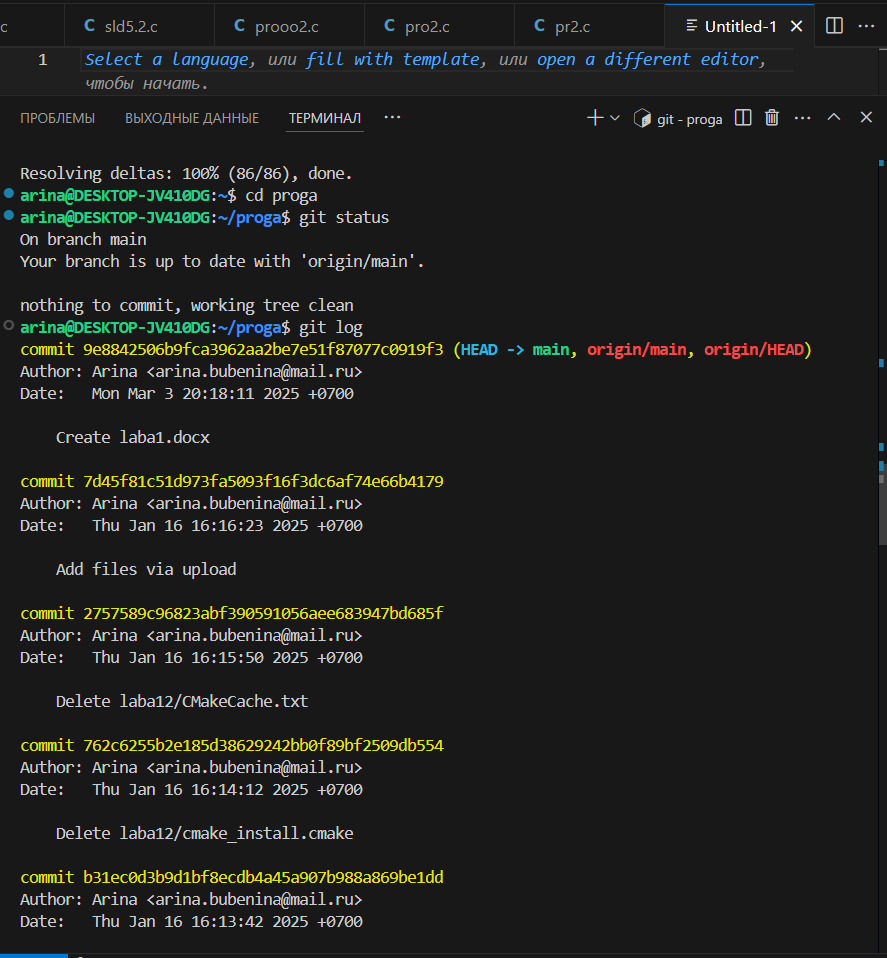 c
C sld5.2.c
C prooo2.c
C pro2.c
C pr2.c
Untitled-1
1 Select a language, или fill with template, или open a different editor,
чтобы начать.
ПРОБЛЕМЫ ВЫХОДНЫЕ ДАННЫЕ ТЕРМИНАЛ ··· git - proga ···
Resolving deltas: 100% (86/86), done.
arina@DESKTOP-JV410DG:~$ cd proga
arina@DESKTOP-JV410DG:~/proga$ git status
On branch main
Your branch is up to date with 'origin/main'.
nothing to commit, working tree clean
arina@DESKTOP-JV410DG:~/proga$ git log
commit 9e8842506b9fca3962aa2be7e51f87077c0919f3 (HEAD -> main, origin/main, origin/HEAD)
Author: Arina <arina.bubenina@mail.ru>
Date:   Mon Mar 3 20:18:11 2025 +0700
Create laba1.docx
commit 7d45f81c51d973fa5093f16f3dc6af74e66b4179
Author: Arina <arina.bubenina@mail.ru>
Date:   Thu Jan 16 16:16:23 2025 +0700
Add files via upload
commit 2757589c96823abf390591056aee683947bd685f
Author: Arina <arina.bubenina@mail.ru>
Date:   Thu Jan 16 16:15:50 2025 +0700
Delete laba12/CMakeCache.txt
commit 762c6255b2e185d38629242bb0f89bf2509db554
Author: Arina <arina.bubenina@mail.ru>
Date:   Thu Jan 16 16:14:12 2025 +0700
Delete laba12/cmake_install.cmake
commit b31ec0d3b9d1bf8ecdb4a45a907b988a869be1dd
Author: Arina <arina.bubenina@mail.ru>
Date:   Thu Jan 16 16:13:42 2025 +0700